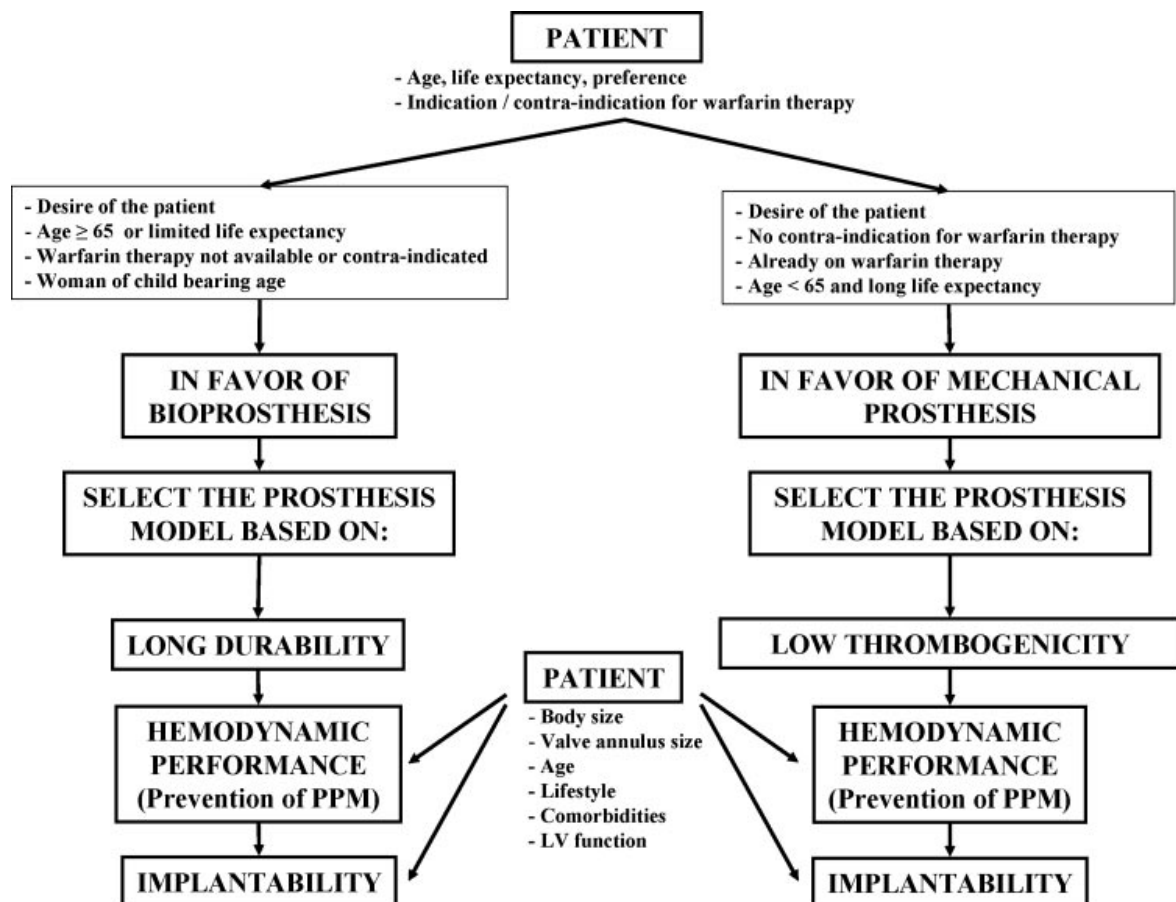 PATIENT
- Age, life expectancy, preference
- Indication / contra-indication for warfarin therapy
- Desire of the patient
- Age ≥ 65 or limited life expectancy
- Warfarin therapy not available or contra-indicated
- Woman of child bearing age
- Desire of the patient
- No contra-indication for warfarin therapy
- Already on warfarin therapy
- Age < 65 and long life expectancy
IN FAVOR OF
BIOPROSTHESIS
IN FAVOR OF MECHANICAL
PROSTHESIS
SELECT THE PROSTHESIS
MODEL BASED ON:
SELECT THE PROSTHESIS
MODEL BASED ON:
LONG DURABILITY
LOW THROMBOGENICITY
PATIENT
- Body size
- Valve annulus size
- Age
- Lifestyle
- Comorbidities
- LV function
HEMODYNAMIC
PERFORMANCE
(Prevention of PPM)
HEMODYNAMIC
PERFORMANCE
(Prevention of PPM)
IMPLANTABILITY
IMPLANTABILITY